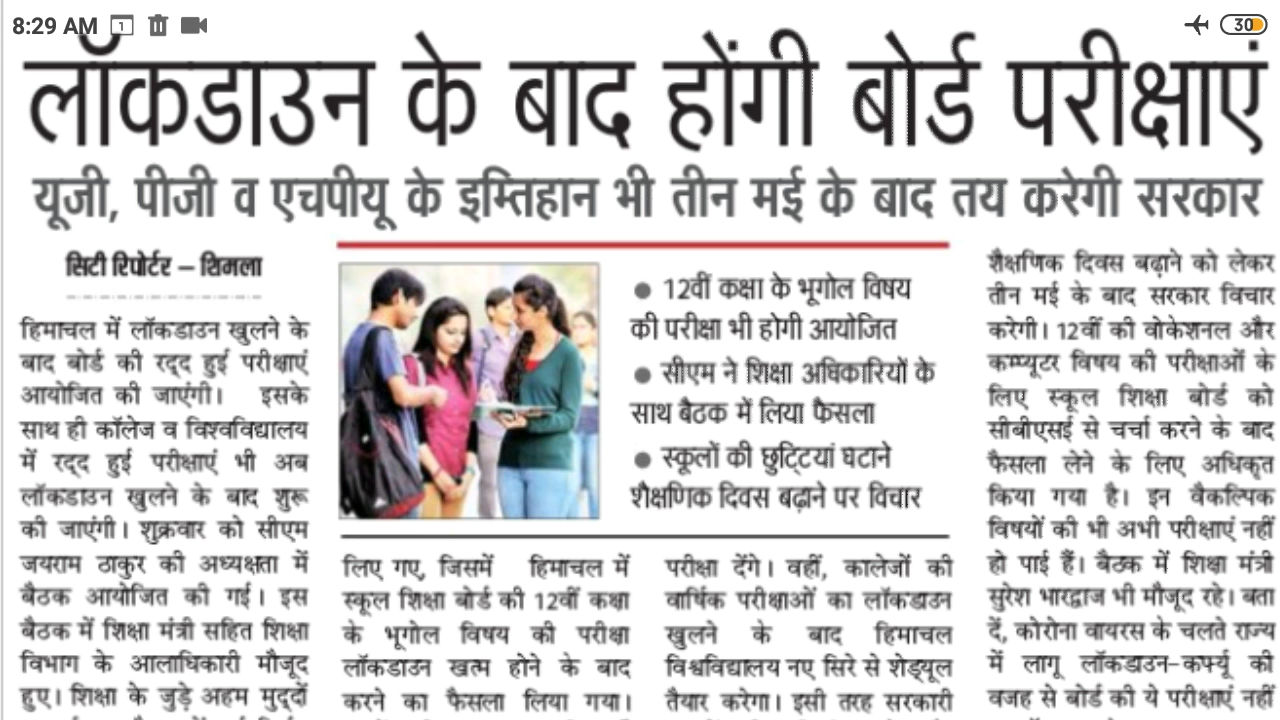 8:29 AM
1
30
लॉकडाउन के बाद होंगी बोर्ड परीक्षाएं
यूजी, पीजी व एचपीयू के इम्तिहान भी तीन मई के बाद तय करेगी सरकार
सिटी रिपोर्टर – शिमला
हिमाचल में लॉकडाउन खुलने के
बाद बोर्ड की रद्द हुई परीक्षाएं
आयोजित की जाएंगी। इसके
साथ ही कॉलेज व विश्वविद्यालय
में रद्द हुई परीक्षाएं भी अब
लॉकडाउन खुलने के बाद शुरू
की जाएंगी। शुक्रवार को सीएम
जयराम ठाकुर की अध्यक्षता में
बैठक आयोजित की गई। इस
बैठक में शिक्षा मंत्री सहित शिक्षा
विभाग के आलाधिकारी मौजूद
हुए। शिक्षा के जुड़े अहम मुद्दों
● 12वीं कक्षा के भूगोल विषय
की परीक्षा भी होगी आयोजित
● सीएम ने शिक्षा अधिकारियों के
साथ बैठक में लिया फैसला
● स्कूलों की छुट्टियां घटाने
शैक्षणिक दिवस बढ़ाने पर विचार
लिए गए, जिसमें हिमाचल में
स्कूल शिक्षा बोर्ड की 12वीं कक्षा
के भूगोल विषय की परीक्षा
लॉकडाउन खत्म होने के बाद
करने का फैसला लिया गया।
परीक्षा देंगे। वहीं, कालेजों की
वार्षिक परीक्षाओं का लॉकडाउन
खुलने के बाद हिमाचल
विश्वविद्यालय नए सिरे से शेड्यूल
तैयार करेगा। इसी तरह सरकारी
शैक्षणिक दिवस बढ़ाने को लेकर
तीन मई के बाद सरकार विचार
करेगी। 12वीं की वोकेशनल और
कम्प्यूटर विषय की परीक्षाओं के
लिए स्कूल शिक्षा बोर्ड को
सीबीएसई से चर्चा करने के बाद
फैसला लेने के लिए अधिकृत
किया गया है। इन वैकल्पिक
विषयों की भी अभी परीक्षाएं नहीं
हो पाई हैं। बैठक में शिक्षा मंत्री
सुरेश भारद्वाज भी मौजूद रहे। बता
दें, कोरोना वायरस के चलते राज्य
में लागू लॉकडाउन-कर्फ्यू की
वजह से बोर्ड की ये परीक्षाएं नहीं